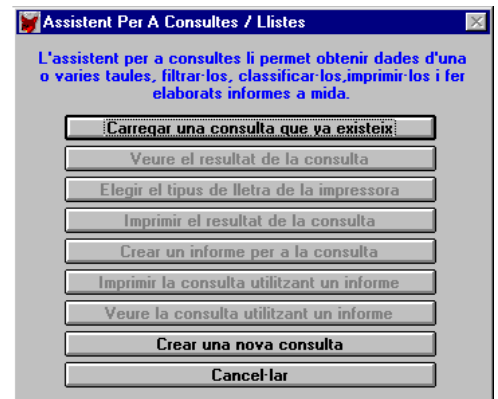 Assistent Per A Consultes / Llistes
L'assistent per a consultes li permet obtenir dades d'una
o varies taules, filtrar·los, classificar·los,imprimir·los i fer
elaborats informes a mida.
Carregar una consulta que ya existeix
Veure el resultat de la consulta
Elegir el tipus de lletra de la impressora
Imprimir el resultat de la consulta
Crear un informe per a la consulta
Imprimir la consulta utilitzant un informe
Veure la consulta utilitzant un informe
Crear una nova consulta
Cancel·lar